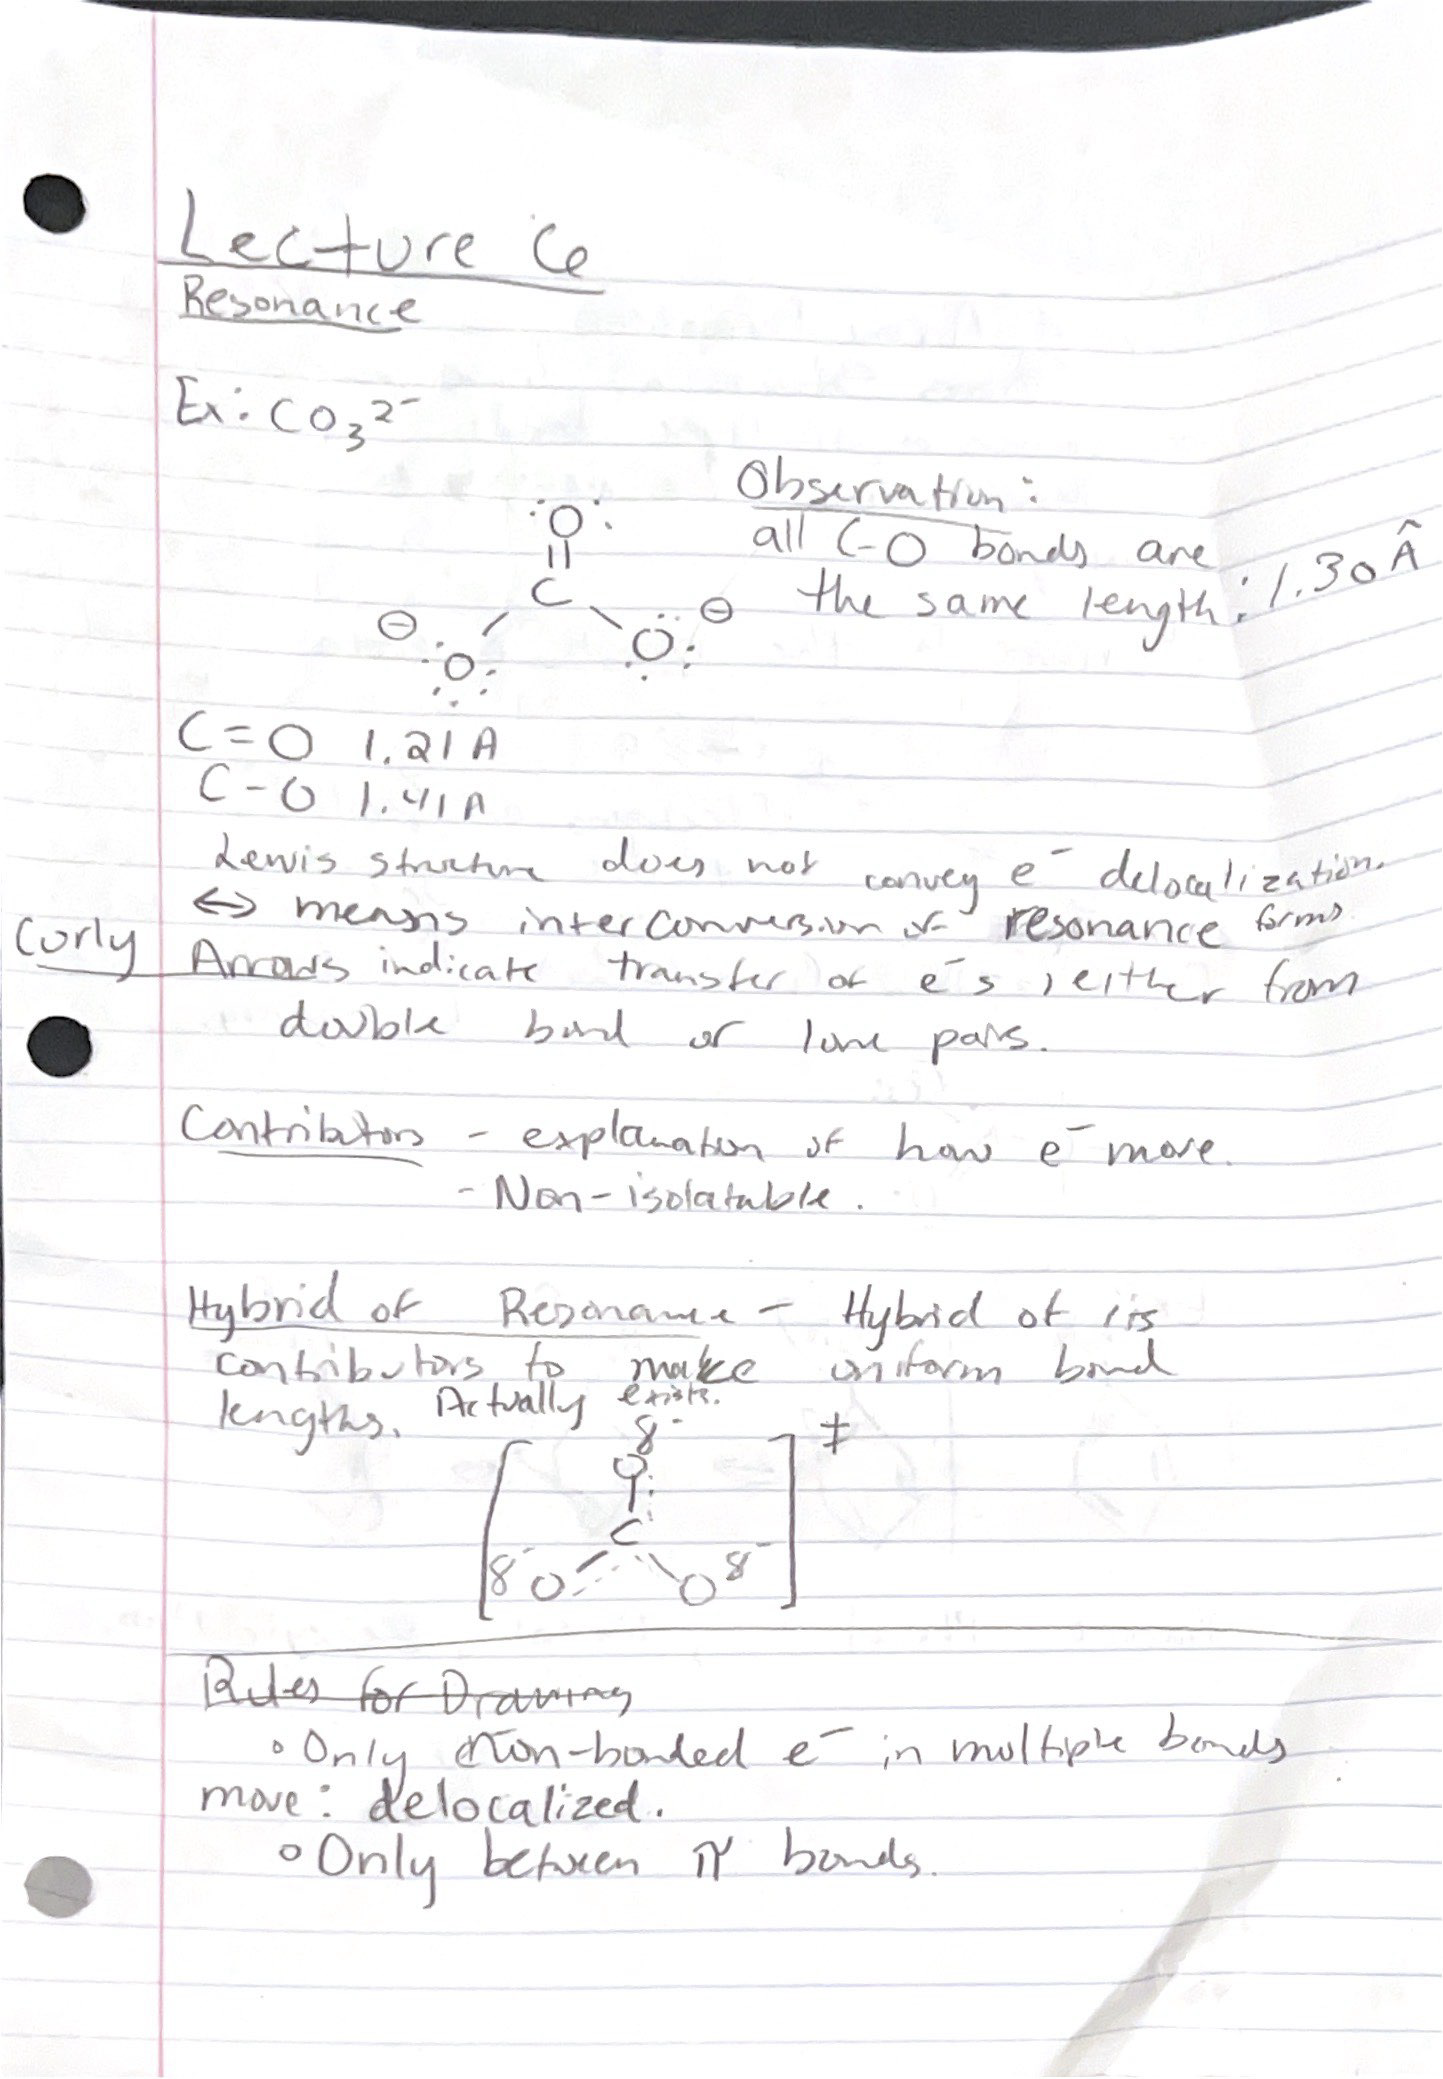 Lecture 6
Resonance
Ex: CO3 2-
Observation:
all C-O bonds are
the same length: 1.30 Å
:O:
||
C
⊖ :O: :O: ⊖
C=O 1.21 A
C-O 1.41 A
Lewis structure does not convey e⁻ delocalization.
↔ means interconversion of resonance forms
Curly Arrows indicate transfer of e⁻s, either from
double bond or lone pairs.
Contributors - explanation of how e⁻ move.
- Non-isolatable.
Hybrid of Resonance - Hybrid of its
contributors to make uniform bond
lengths. Actually exists.
δ⁻ ‡
O
C
δ⁻ O O δ⁻
Rules for Drawing
• Only non-bonded e⁻ in multiple bonds
move: delocalized.
• Only between π bonds.